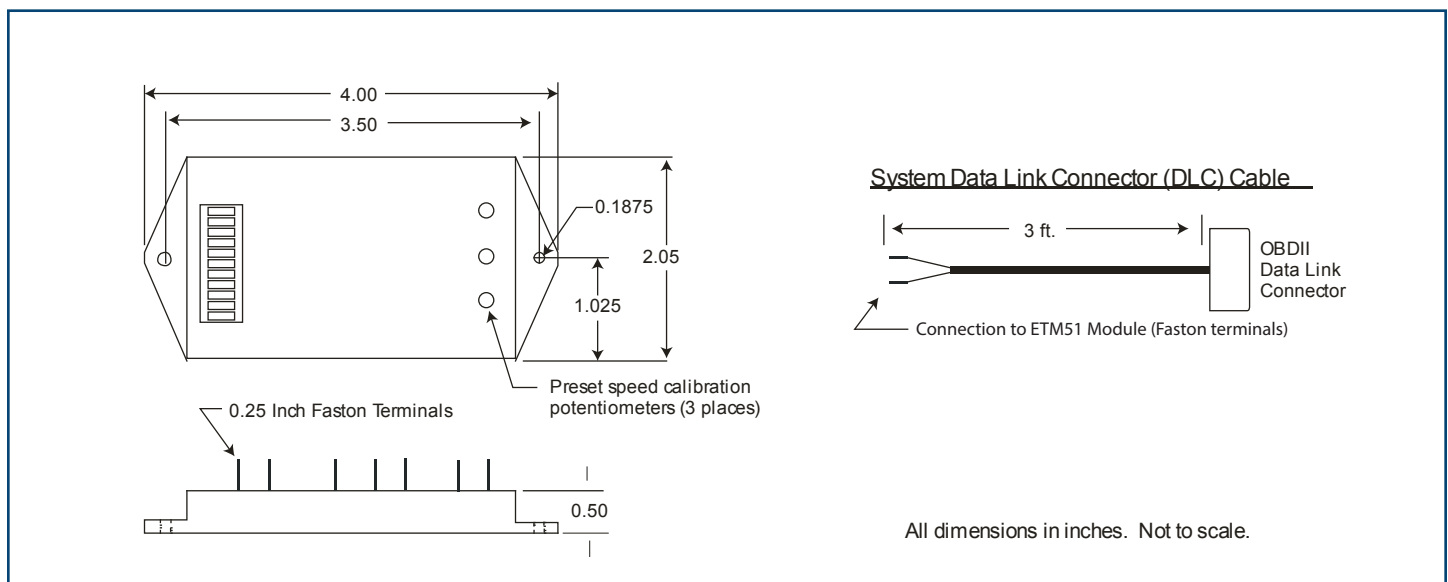 4.00
3.50
0.1875
2.05
1.025
Preset speed calibration
potentiometers (3 places)
0.25 Inch Faston Terminals
0.50
System Data Link Connector (DLC) Cable
3 ft.
OBDII
Data Link
Connector
Connection to ETM51 Module (Faston terminals)
All dimensions in inches. Not to scale.